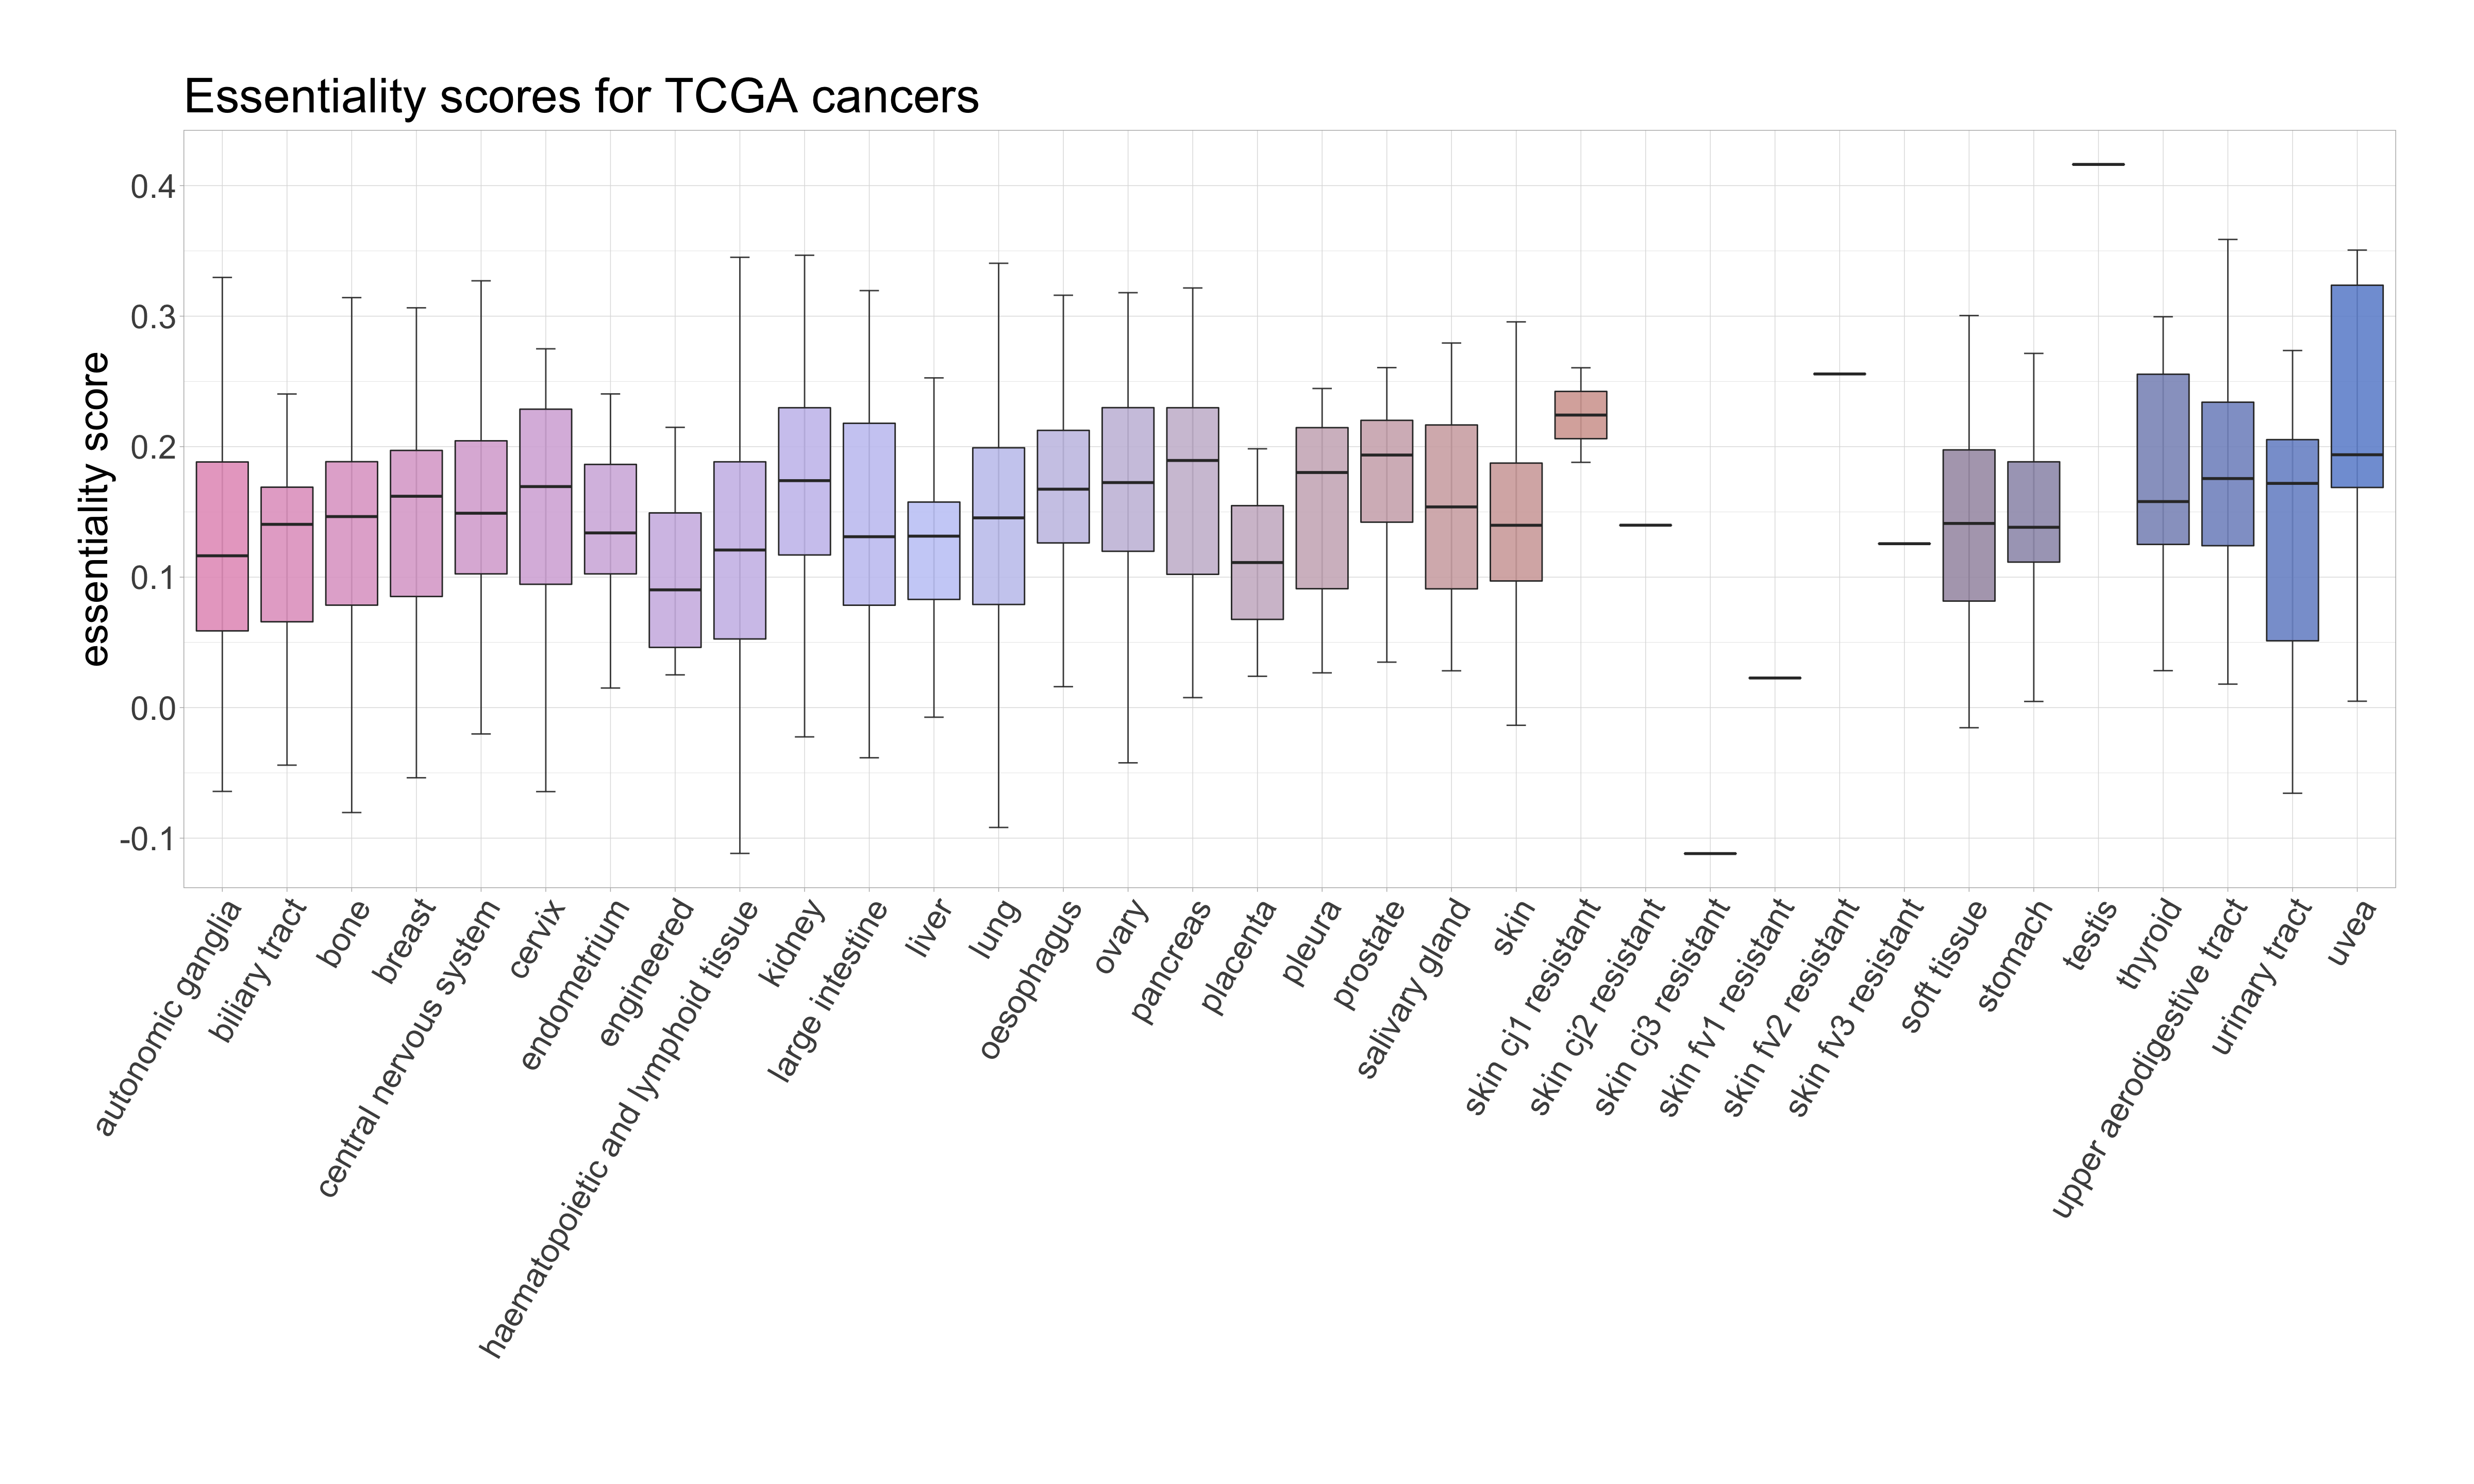 Essentiality scores for TCGA cancers
essentiality score
0.4
0.3
0.2
0.1
0.0
-0.1
autonomic ganglia
biliary tract
bone
breast
central nervous system
cervix
endometrium
engineered
haematopoietic and lymphoid tissue
kidney
large intestine
liver
lung
oesophagus
ovary
pancreas
placenta
pleura
prostate
salivary gland
skin
skin cj1 resistant
skin cj2 resistant
skin cj3 resistant
skin fv1 resistant
skin fv2 resistant
skin fv3 resistant
soft tissue
stomach
testis
thyroid
upper aerodigestive tract
urinary tract
uvea